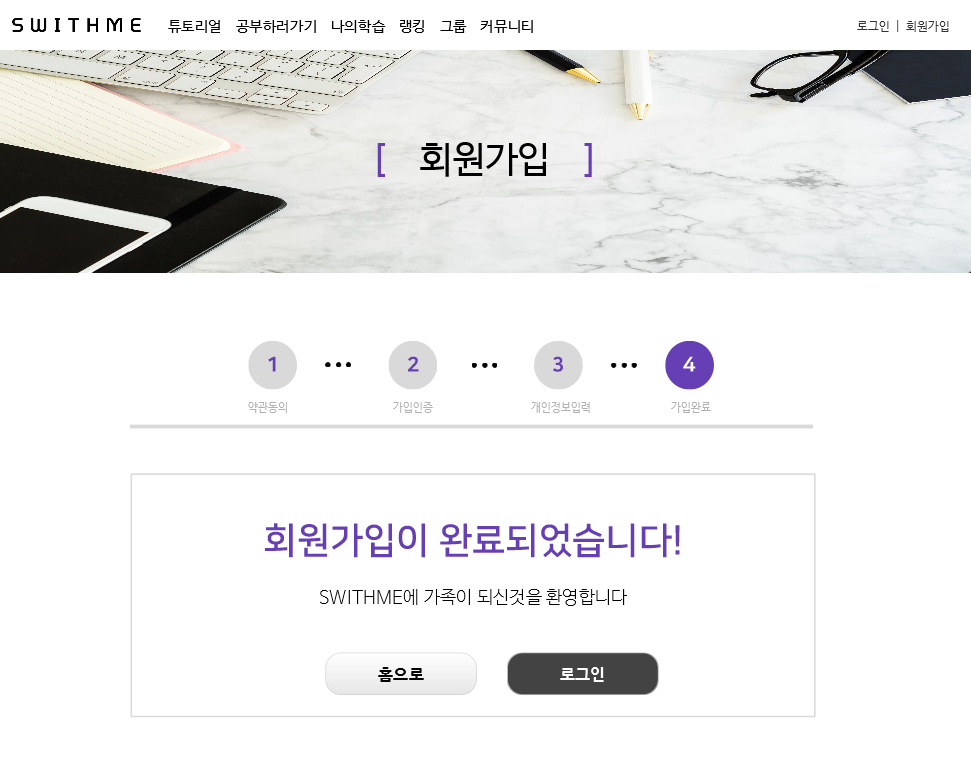 SWITHME 튜토리얼 공부하러가기 나의학습 랭킹 그룹 커뮤니티 로그인 | 회원가입
[ 회원가입 ]
1 ••• 2 ••• 3 ••• 4
약관동의 가입인증 개인정보입력 가입완료
회원가입이 완료되었습니다!
SWITHME에 가족이 되신것을 환영합니다
홈으로 로그인